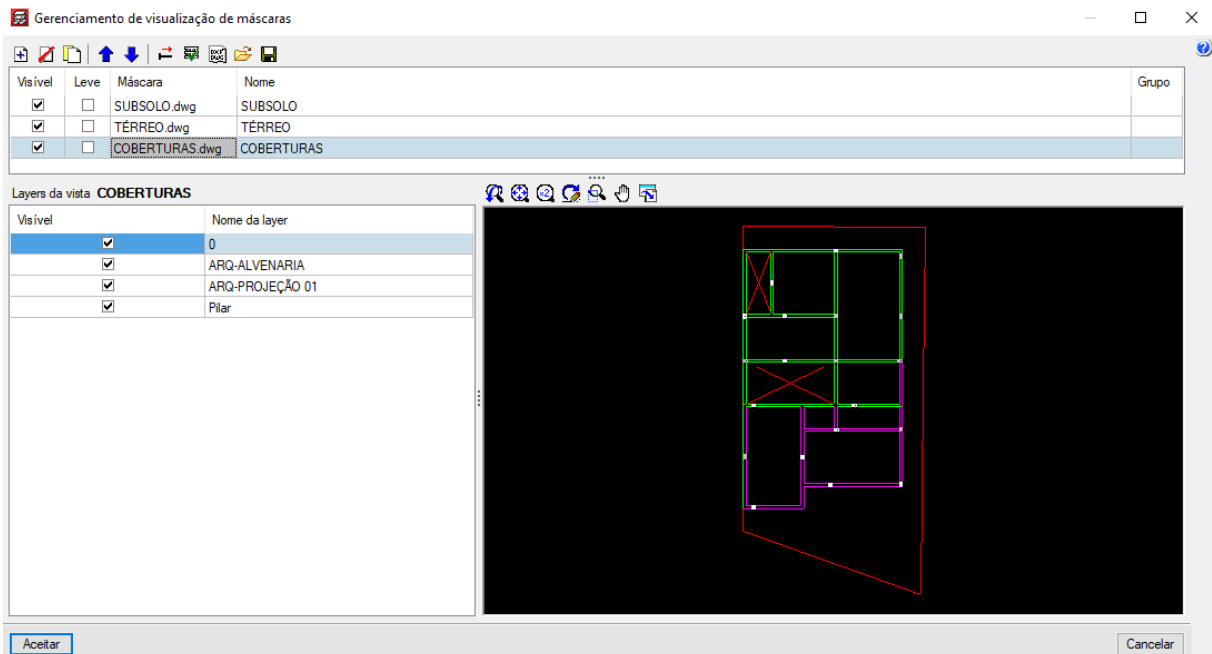 Gerenciamento de visualização de máscaras
Visível Leve Máscara Nome Grupo
SUBSOLO.dwg SUBSOLO
TÉRREO.dwg TÉRREO
COBERTURAS.dwg COBERTURAS
Layers da vista COBERTURAS
Visível Nome da layer
0
ARQ-ALVENARIA
ARQ-PROJEÇÃO 01
Pilar
Aceitar Cancelar